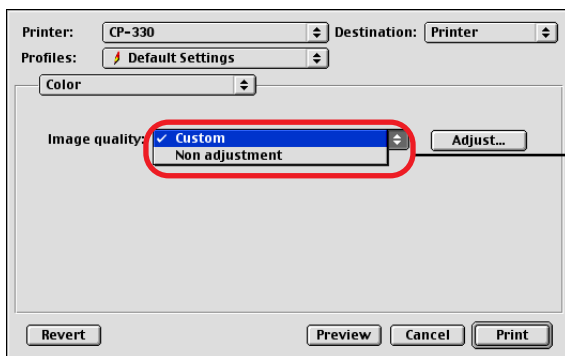 Printer: CP-330 Destination: Printer
Profiles: Default Settings
Color
Image quality: ✓ Custom Adjust...
Non adjustment
Revert Preview Cancel Print